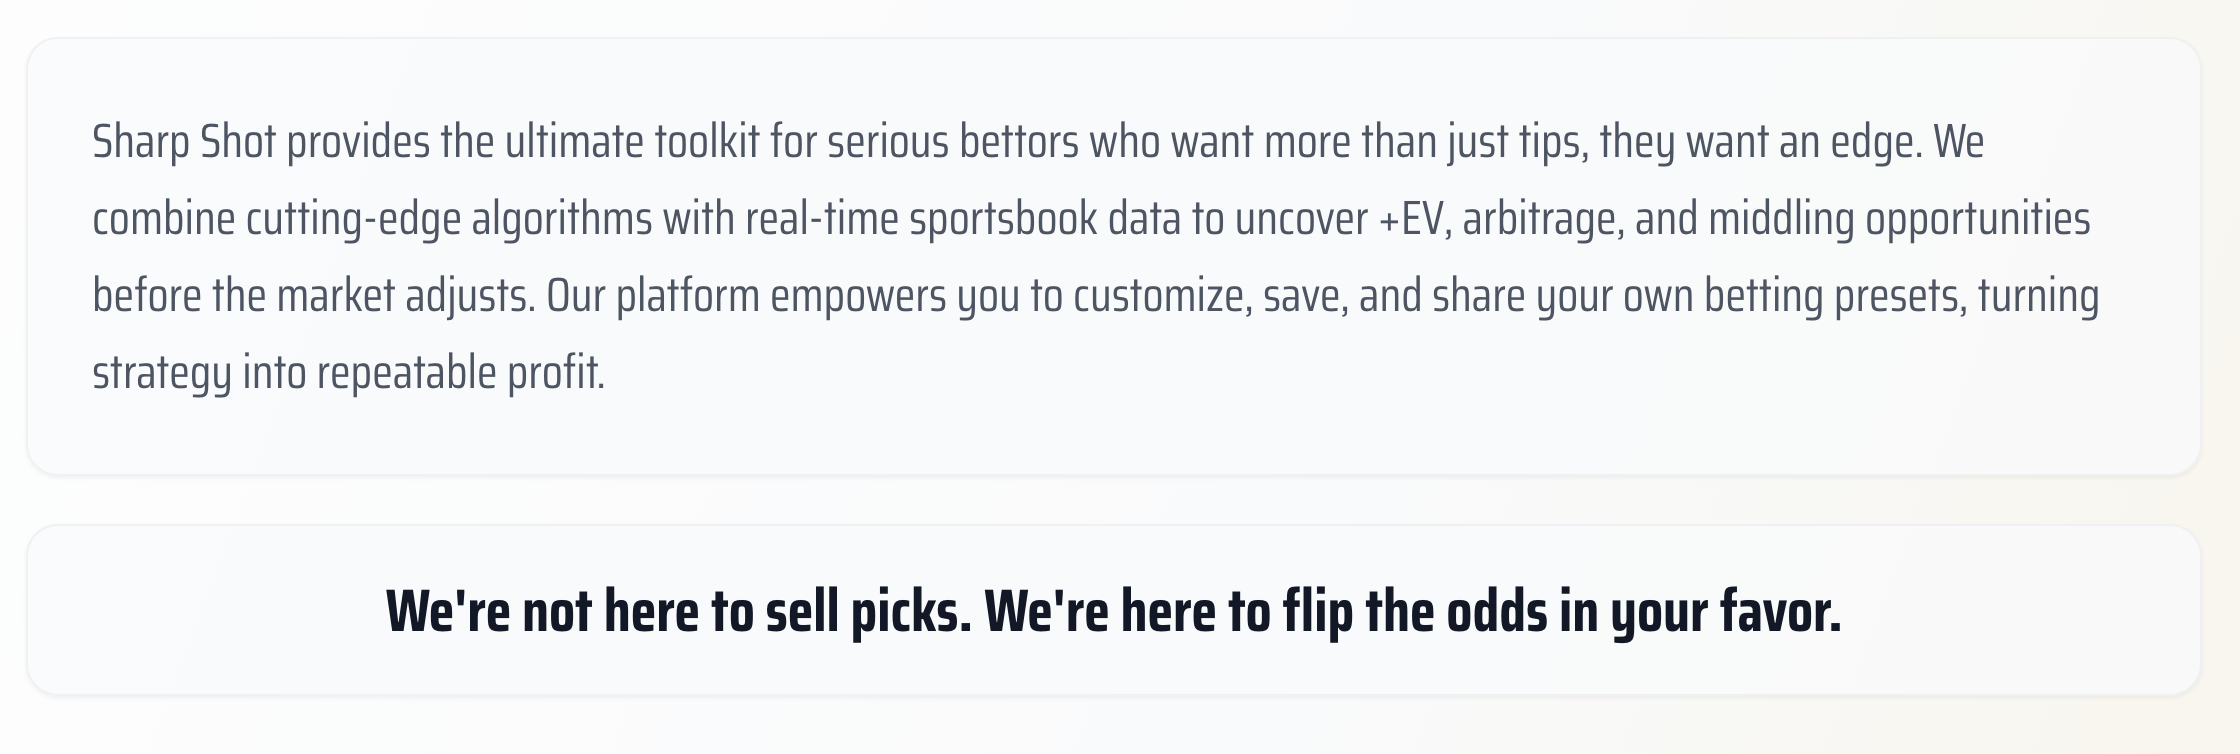 Sharp Shot provides the ultimate toolkit for serious bettors who want more than just tips, they want an edge. We
combine cutting-edge algorithms with real-time sportsbook data to uncover +EV, arbitrage, and middling opportunities
before the market adjusts. Our platform empowers you to customize, save, and share your own betting presets, turning
strategy into repeatable profit.
We're not here to sell picks. We're here to flip the odds in your favor.